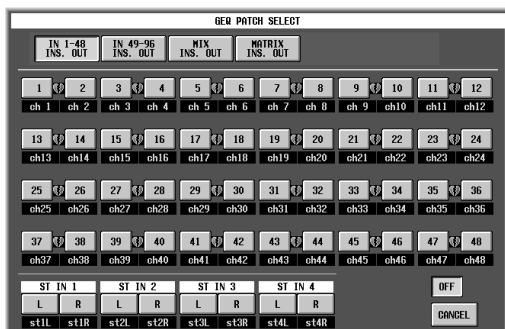 GEQ PATCH SELECT
IN 1-48 INS. OUT IN 49-96 INS. OUT MIX INS. OUT MATRIX INS. OUT
1 2 3 4 5 6 7 8 9 10 11 12
ch 1 ch 2 ch 3 ch 4 ch 5 ch 6 ch 7 ch 8 ch 9 ch10 ch11 ch12
13 14 15 16 17 18 19 20 21 22 23 24
ch13 ch14 ch15 ch16 ch17 ch18 ch19 ch20 ch21 ch22 ch23 ch24
25 26 27 28 29 30 31 32 33 34 35 36
ch25 ch26 ch27 ch28 ch29 ch30 ch31 ch32 ch33 ch34 ch35 ch36
37 38 39 40 41 42 43 44 45 46 47 48
ch37 ch38 ch39 ch40 ch41 ch42 ch43 ch44 ch45 ch46 ch47 ch48
ST IN 1 ST IN 2 ST IN 3 ST IN 4 OFF
L R L R L R L R
st1L st1R st2L st2R st3L st3R st4L st4R CANCEL